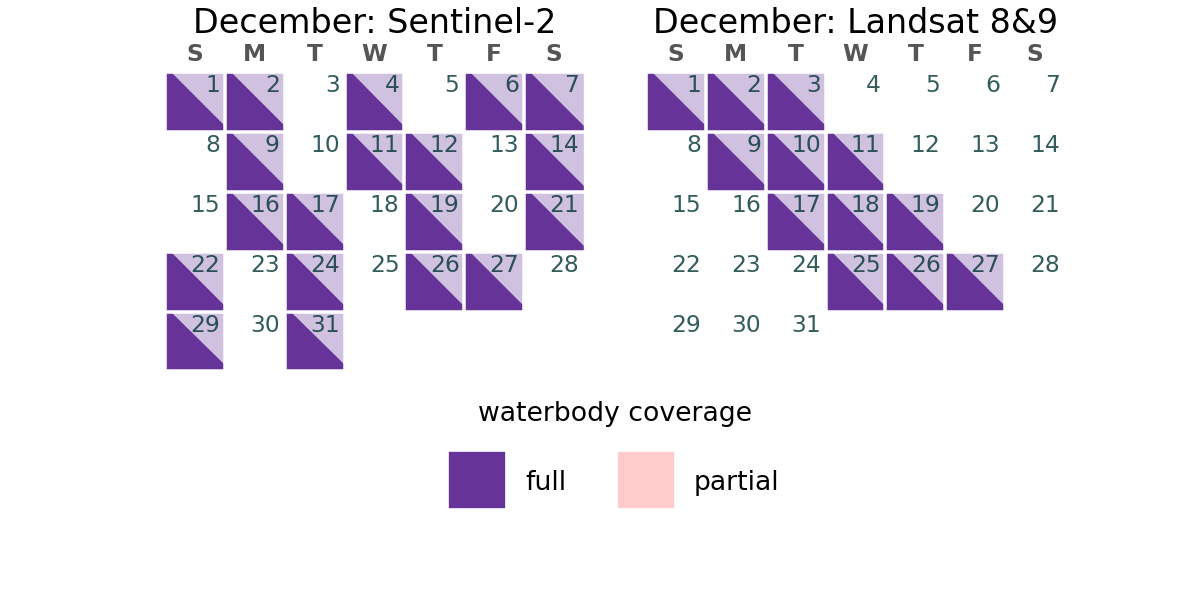 December: Sentinel-2
S M T W T F S
1 2 3 4 5 6 7
8 9 10 11 12 13 14
15 16 17 18 19 20 21
22 23 24 25 26 27 28
29 30 31
December: Landsat 8&9
S M T W T F S
1 2 3 4 5 6 7
8 9 10 11 12 13 14
15 16 17 18 19 20 21
22 23 24 25 26 27 28
29 30 31
waterbody coverage
full partial